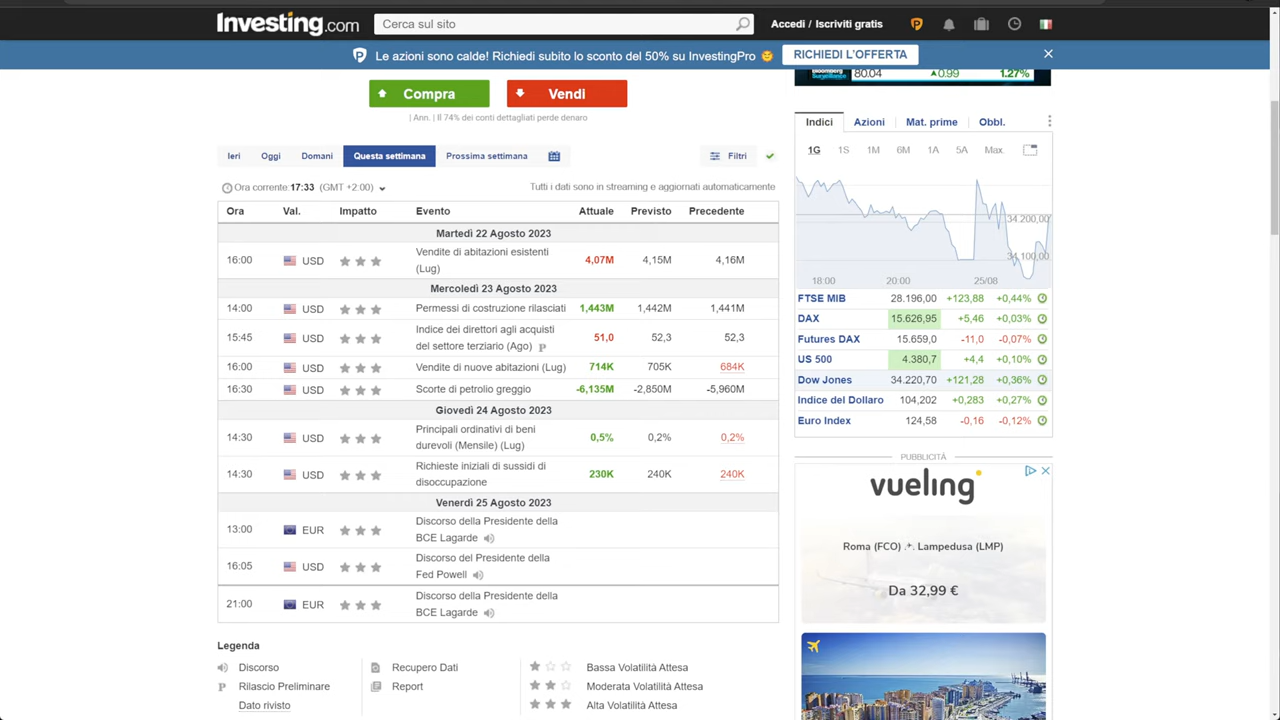 Investing.com
Cerca sul sito
Accedi / Iscriviti gratis
Le azioni sono calde! Richiedi subito lo sconto del 50% su InvestingPro
RICHIEDI L'OFFERTA
Compra
Vendi
| Ann. | Il 74% dei conti dettagliati perde denaro
Ieri Oggi Domani Questa settimana Prossima settimana Filtri
Ora corrente: 17:33 (GMT +2:00)
Tutti i dati sono in streaming e aggiornati automaticamente
Ora Val. Impatto Evento Attuale Previsto Precedente
Martedì 22 Agosto 2023
16:00 USD Vendite di abitazioni esistenti (Lug) 4,07M 4,15M 4,16M
Mercoledì 23 Agosto 2023
14:00 USD Permessi di costruzione rilasciati 1,443M 1,442M 1,441M
15:45 USD Indice dei direttori agli acquisti del settore terziario (Ago) P 51,0 52,3 52,3
16:00 USD Vendite di nuove abitazioni (Lug) 714K 705K 684K
16:30 USD Scorte di petrolio greggio -6,135M -2,850M -5,960M
Giovedì 24 Agosto 2023
14:30 USD Principali ordinativi di beni durevoli (Mensile) (Lug) 0,5% 0,2% 0,2%
14:30 USD Richieste iniziali di sussidi di disoccupazione 230K 240K 240K
Venerdì 25 Agosto 2023
13:00 EUR Discorso della Presidente della BCE Lagarde
16:05 USD Discorso del Presidente della Fed Powell
21:00 EUR Discorso della Presidente della BCE Lagarde
Legenda
Discorso
P Rilascio Preliminare
Dato rivisto
Recupero Dati
Report
Bassa Volatilità Attesa
Moderata Volatilità Attesa
Alta Volatilità Attesa
Bloomberg
Surveillance
80.04 0.99 1.27%
Indici Azioni Mat. prime Obbl.
1G 1S 1M 6M 1A 5A Max.
34.200,00
34.100,00
18:00 20:00 25/08
FTSE MIB 28.196,00 +123,88 +0,44%
DAX 15.626,95 +5,46 +0,03%
Futures DAX 15.659,0 -11,0 -0,07%
US 500 4.380,7 +4,4 +0,10%
Dow Jones 34.220,70 +121,28 +0,36%
Indice del Dollaro 104,202 +0,283 +0,27%
Euro Index 124,58 -0,16 -0,12%
PUBBLICITÀ
vueling
Roma (FCO) Lampedusa (LMP)
Da 32,99 €